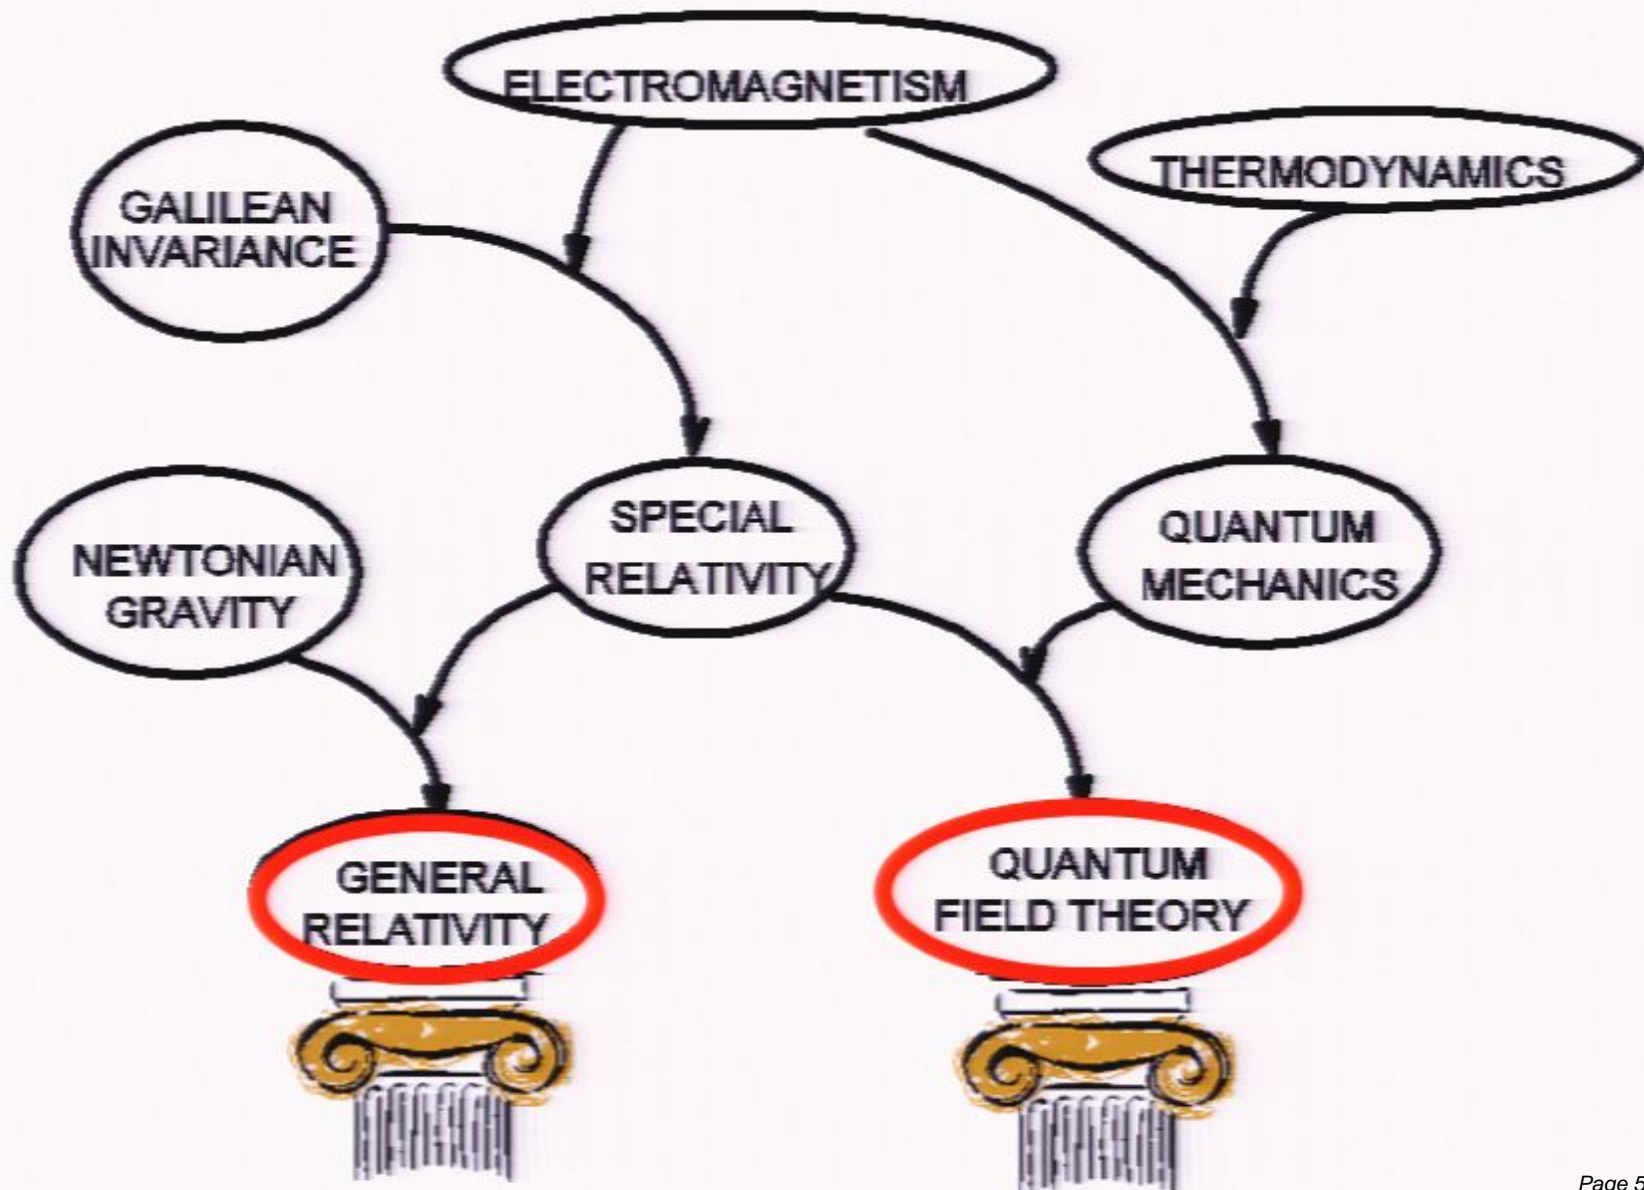 ELECTROMAGNETISM
THERMODYNAMICS
GALILEAN
INVARIANCE
SPECIAL
RELATIVITY
QUANTUM
MECHANICS
NEWTONIAN
GRAVITY
GENERAL
RELATIVITY
QUANTUM
FIELD THEORY
Page 5